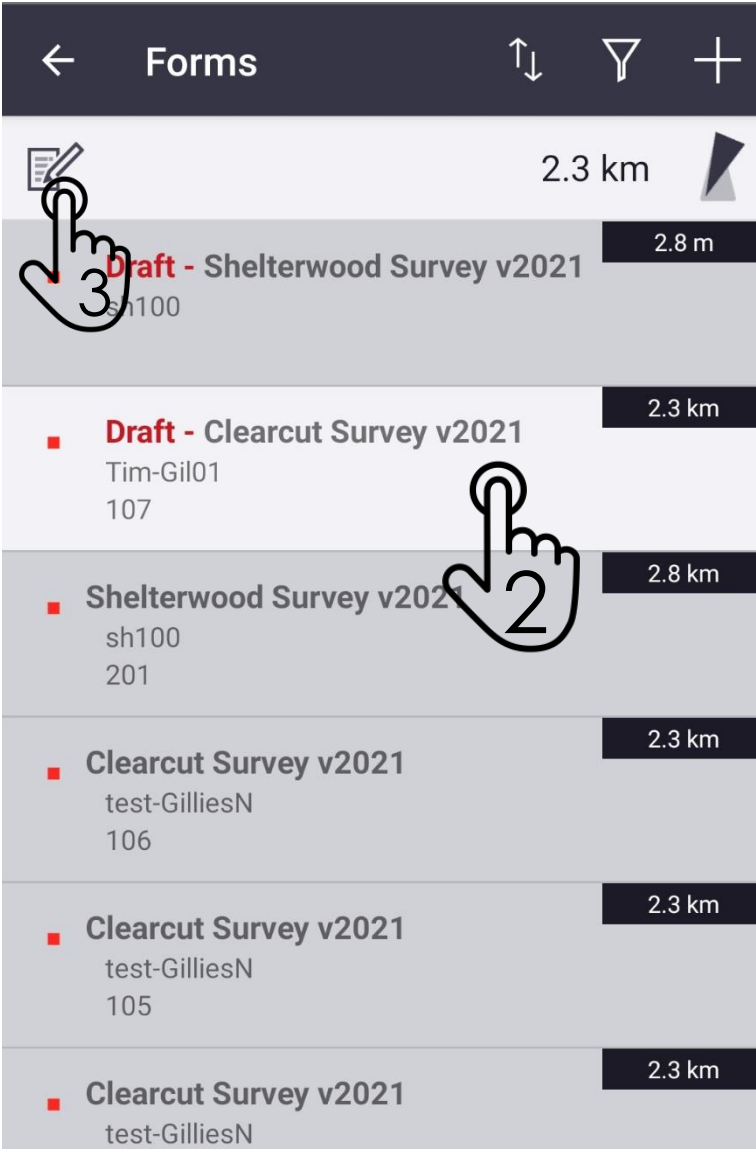 Forms
2.3 km
2.8 m
Draft - Shelterwood Survey v2021
sh100
3
2.3 km
Draft - Clearcut Survey v2021
Tim-Gil01
107
2
2.8 km
Shelterwood Survey v2021
sh100
201
2.3 km
Clearcut Survey v2021
test-GilliesN
106
2.3 km
Clearcut Survey v2021
test-GilliesN
105
2.3 km
Clearcut Survey v2021
test-GilliesN